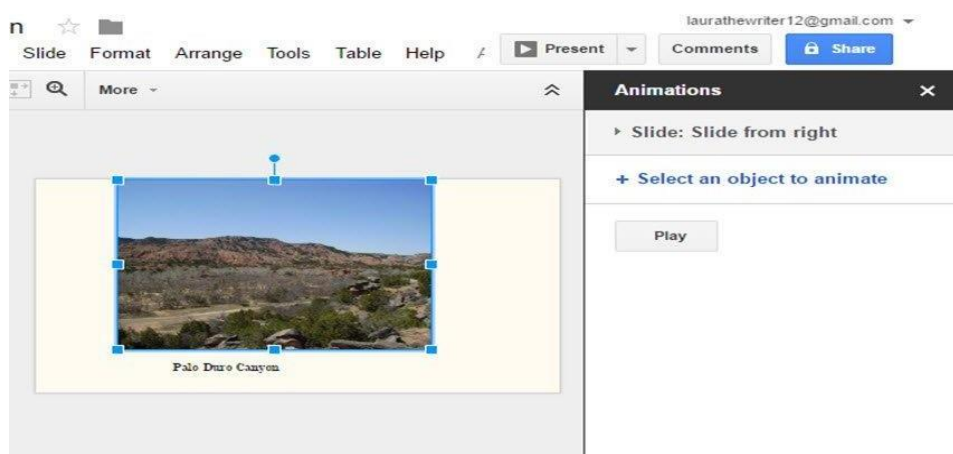 laurathewriter12@gmail.com
n
Slide Format Arrange Tools Table Help Present Comments Share
More
Animations
Slide: Slide from right
+ Select an object to animate
Play
Palo Duro Canyon